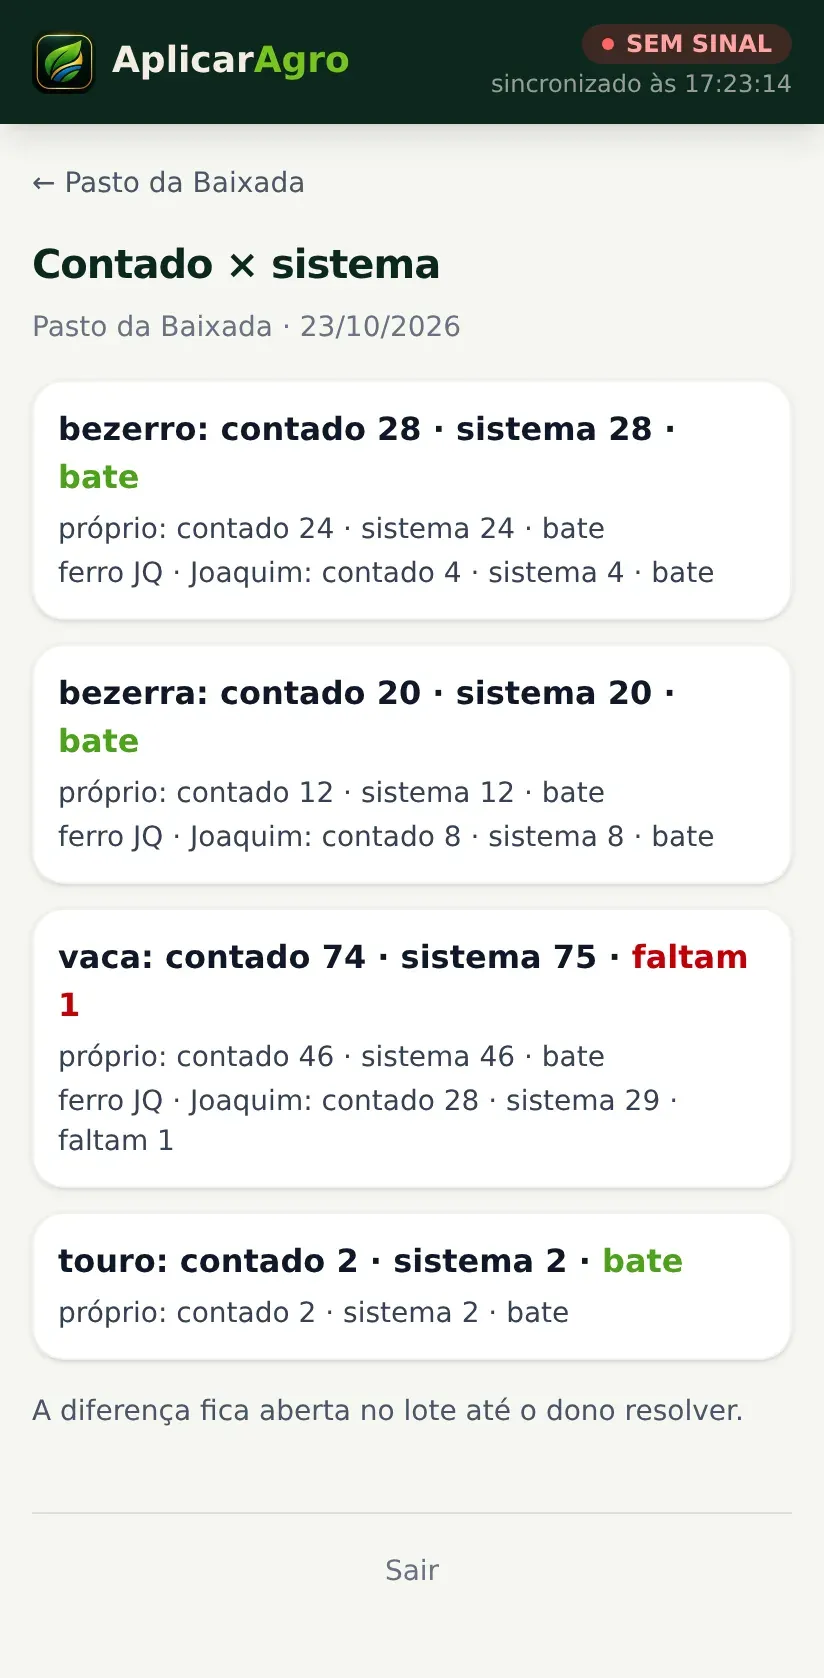 AplicarAgro
SEM SINAL
sincronizado às 17:23:14
← Pasto da Baixada
Contado × sistema
Pasto da Baixada · 23/10/2026
bezerro: contado 28 · sistema 28 ·
bate
próprio: contado 24 · sistema 24 · bate
ferro JQ · Joaquim: contado 4 · sistema 4 · bate
bezerra: contado 20 · sistema 20 ·
bate
próprio: contado 12 · sistema 12 · bate
ferro JQ · Joaquim: contado 8 · sistema 8 · bate
vaca: contado 74 · sistema 75 · faltam
1
próprio: contado 46 · sistema 46 · bate
ferro JQ · Joaquim: contado 28 · sistema 29 ·
faltam 1
touro: contado 2 · sistema 2 · bate
próprio: contado 2 · sistema 2 · bate
A diferença fica aberta no lote até o dono resolver.
Sair